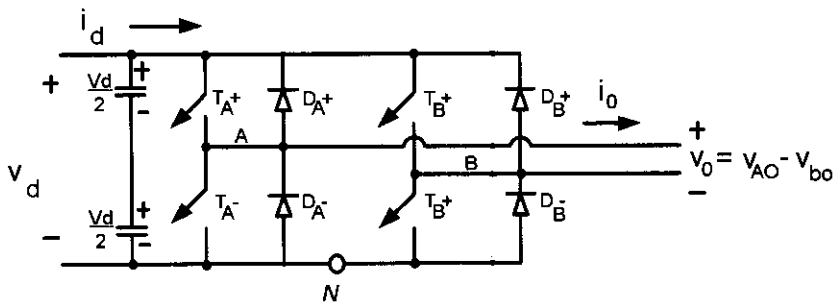 i_d
+
Vd/2
+
-
T_A+
D_A+
T_B+
D_B+
i_0
A
B
+
v_0 = v_AO - v_bo
-
v_d
T_A-
D_A-
T_B+
D_B-
Vd/2
+
-
-
N